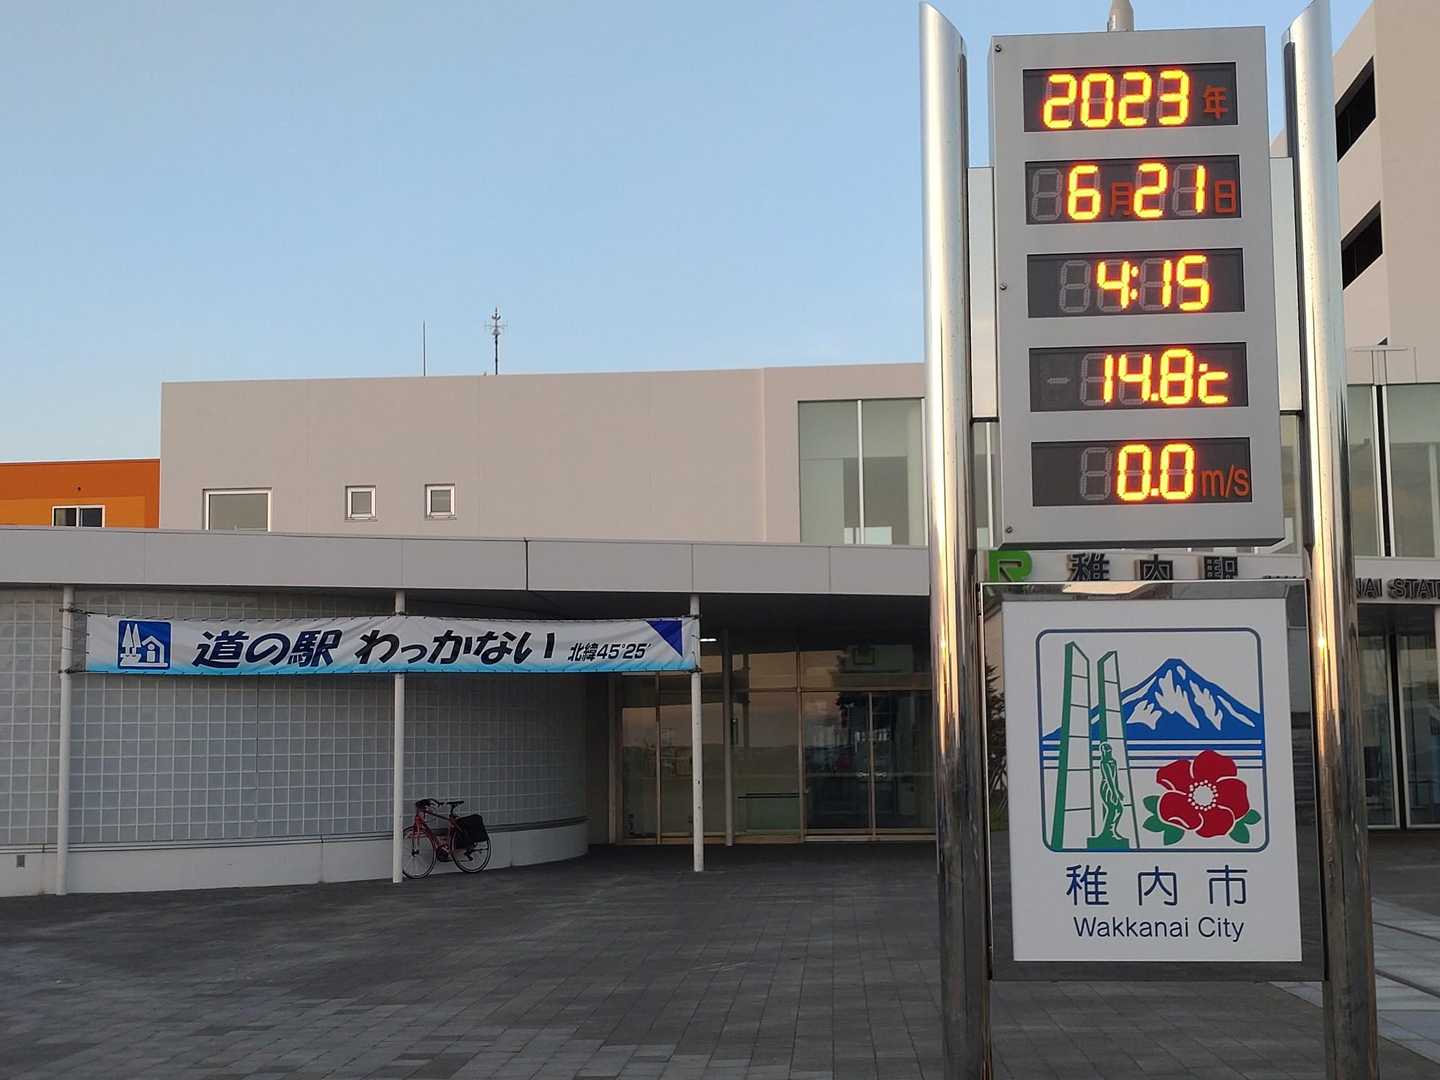 2023年
6月21日
4:15
14.8℃
0.0m/s
稚内駅
道の駅 わっかない 北緯45°25′
稚内市
Wakkanai City